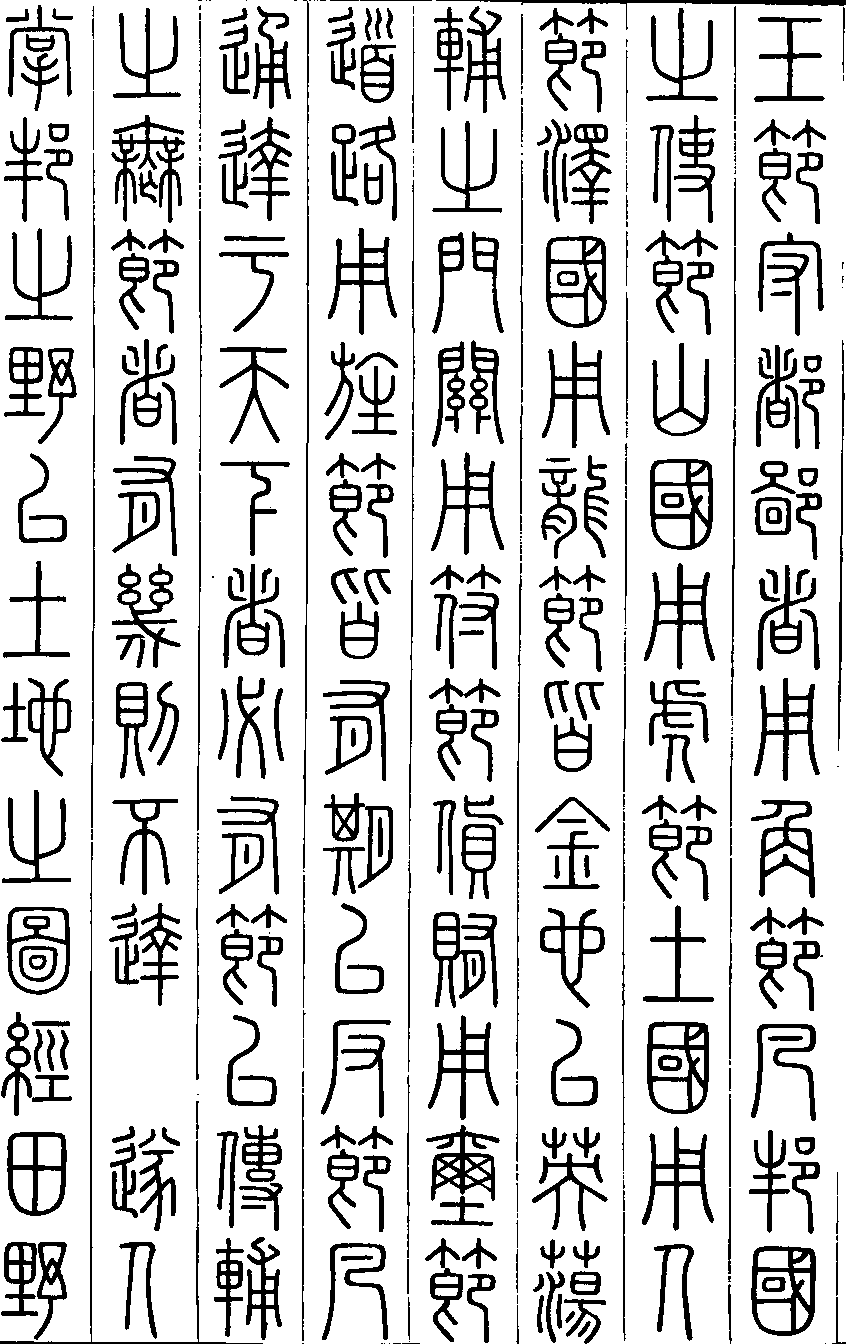 王節守都鄙者用角節凡邦國
之使節山國用虎節土國用人
節澤國用龍節皆金也以英蕩
輔之門關用符節貨賄用璽節
道路用旌節皆有期以反節凡
通達于天下者必有節以傳輔
之無節者有幾則不達 遂人
掌邦之野以土地之圖經田野